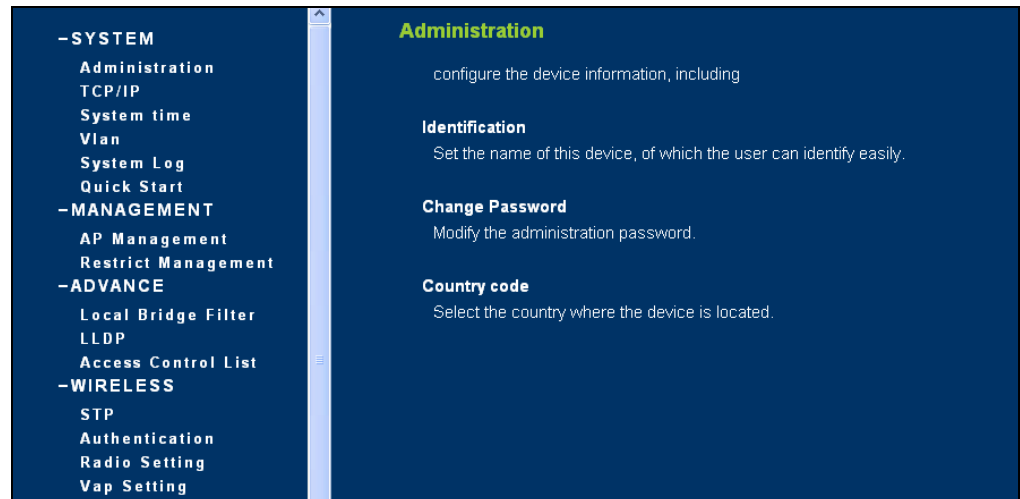 –SYSTEM
Administration
TCP/IP
System time
Vlan
System Log
Quick Start
–MANAGEMENT
AP Management
Restrict Management
–ADVANCE
Local Bridge Filter
LLDP
Access Control List
–WIRELESS
STP
Authentication
Radio Setting
Vap Setting
Administration
configure the device information, including
Identification
Set the name of this device, of which the user can identify easily.
Change Password
Modify the administration password.
Country code
Select the country where the device is located.